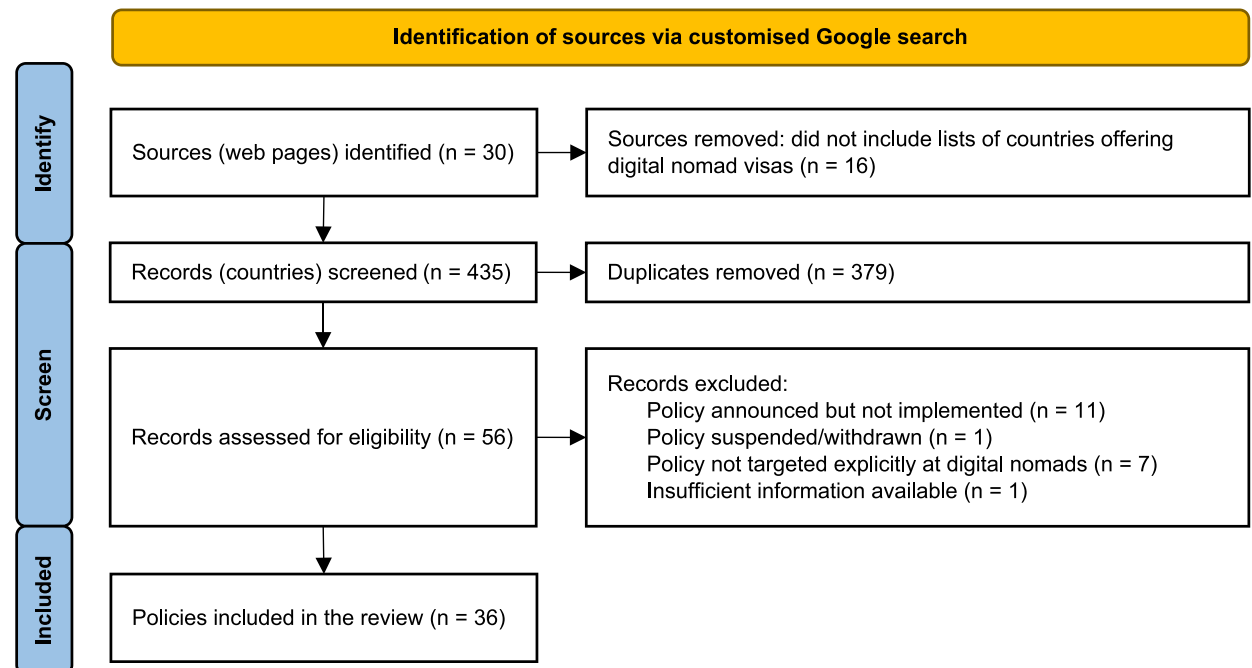 Identification of sources via customised Google search
Identify
Sources (web pages) identified (n = 30)
Sources removed: did not include lists of countries offering
digital nomad visas (n = 16)
Screen
Records (countries) screened (n = 435)
Duplicates removed (n = 379)
Records assessed for eligibility (n = 56)
Records excluded:
Policy announced but not implemented (n = 11)
Policy suspended/withdrawn (n = 1)
Policy not targeted explicitly at digital nomads (n = 7)
Insufficient information available (n = 1)
Included
Policies included in the review (n = 36)